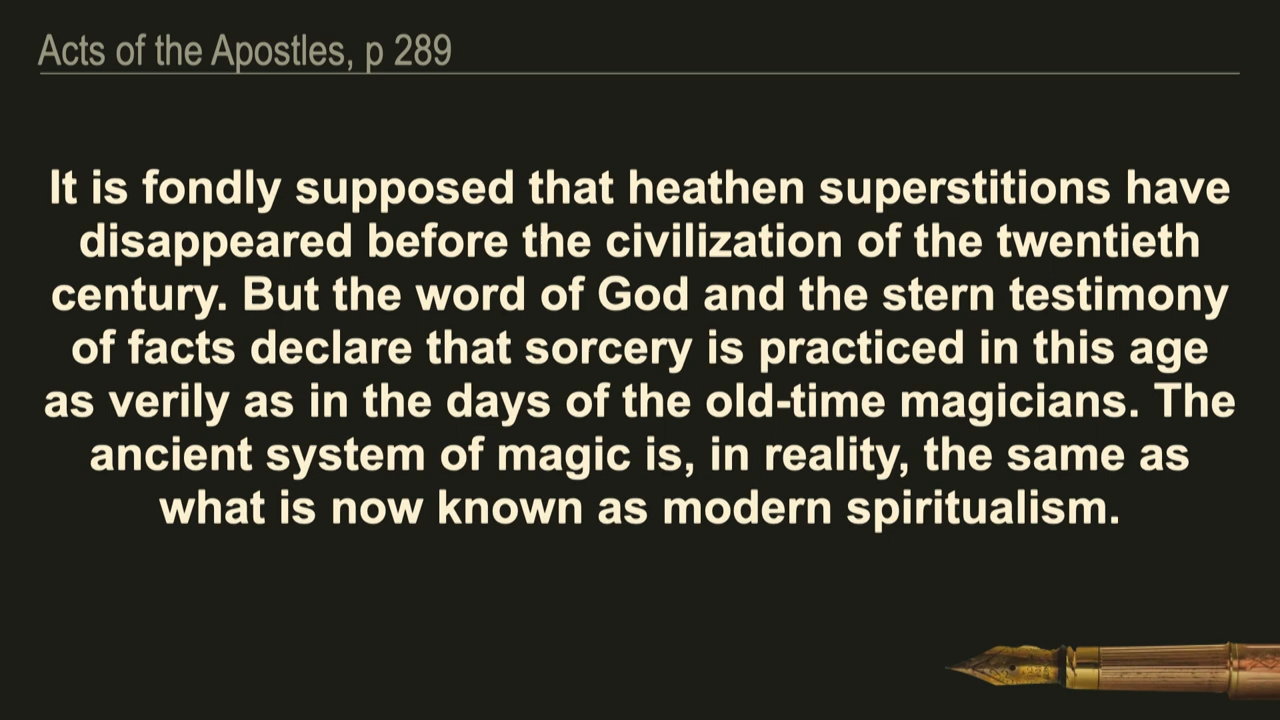 Acts of the Apostles, p 289
It is fondly supposed that heathen superstitions have
disappeared before the civilization of the twentieth
century. But the word of God and the stern testimony
of facts declare that sorcery is practiced in this age
as verily as in the days of the old-time magicians. The
ancient system of magic is, in reality, the same as
what is now known as modern spiritualism.